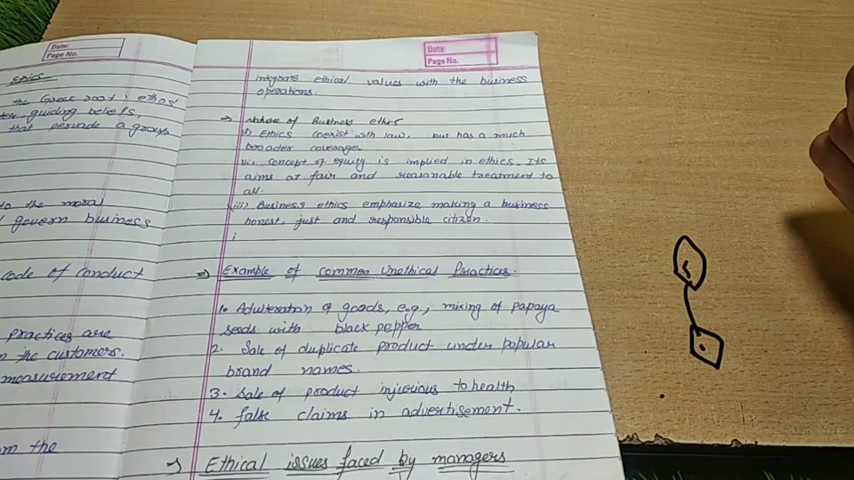 Date:
Page No.
Ethics
the Greek root : ethos
guiding beliefs,
that pervade a group
to the moral
govern business
code of conduct
practices are
the customers.
measurement
from the
Date:
Page No.
integrate ethical values with the business
operations.
→ Nature of Business ethics
i) Ethics coexist with law, but has a much
broader coverage.
ii) concept of equity is implied in ethics. Its
aims at fair and reasonable treatment to
all.
iii) Business ethics emphasize making a business
honest, just and responsible citizen.
⇒ Example of common Unethical Practices.
1. Adulteration of goods, e.g., mixing of papaya
seeds with black pepper
2. Sale of duplicate product under popular
brand names.
3. Sale of product injurious to health
4. false claims in advertisement.
→ Ethical issues faced by managers